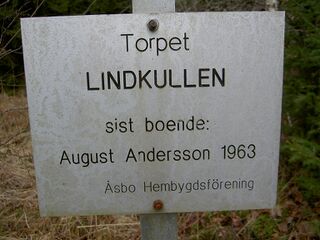 Torpet
LINDKULLEN
sist boende:
August Andersson 1963
Åsbo Hembygdsförening